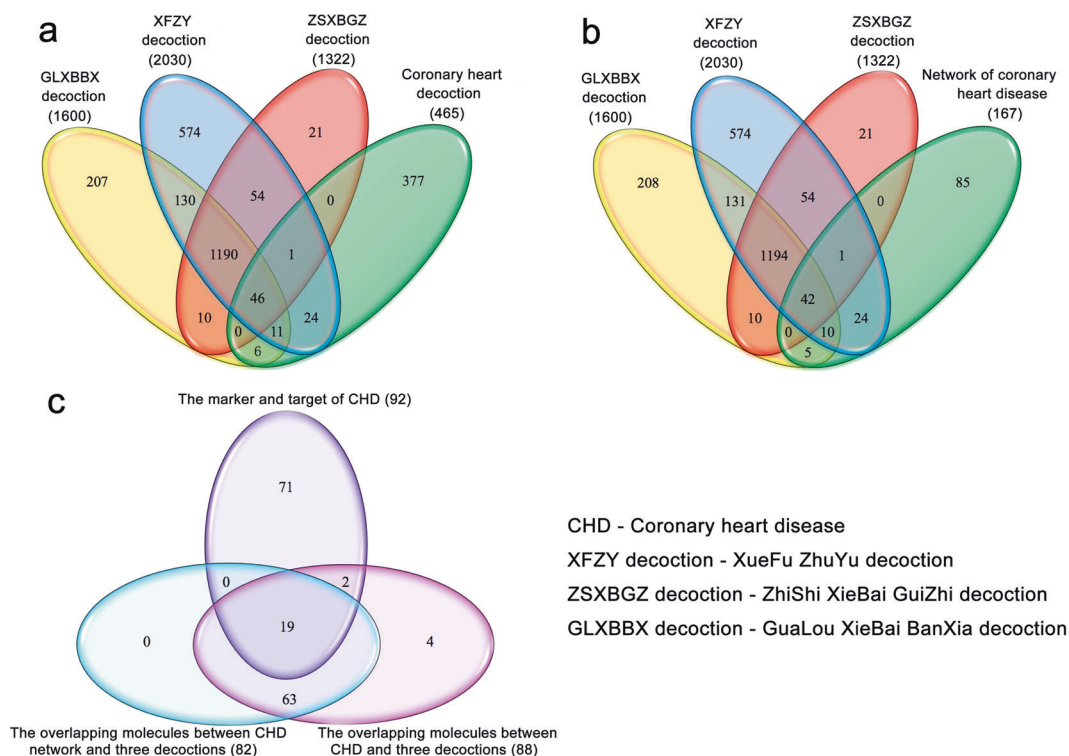 a
GLXBBX
decoction
(1600)
XFZY
decoction
(2030)
ZSXBGZ
decoction
(1322)
Coronary heart
decoction
(465)
207
574
21
377
130
54
0
1190
1
46
10
0
11
24
6
b
GLXBBX
decoction
(1600)
XFZY
decoction
(2030)
ZSXBGZ
decoction
(1322)
Network of coronary
heart disease
(167)
208
574
21
85
131
54
0
1194
1
42
10
0
10
24
5
c
The marker and target of CHD (92)
71
0
2
19
0
4
63
The overlapping molecules between CHD
network and three decoctions (82)
The overlapping molecules between
CHD and three decoctions (88)
CHD - Coronary heart disease
XFZY decoction - XueFu ZhuYu decoction
ZSXBGZ decoction - ZhiShi XieBai GuiZhi decoction
GLXBBX decoction - GuaLou XieBai BanXia decoction